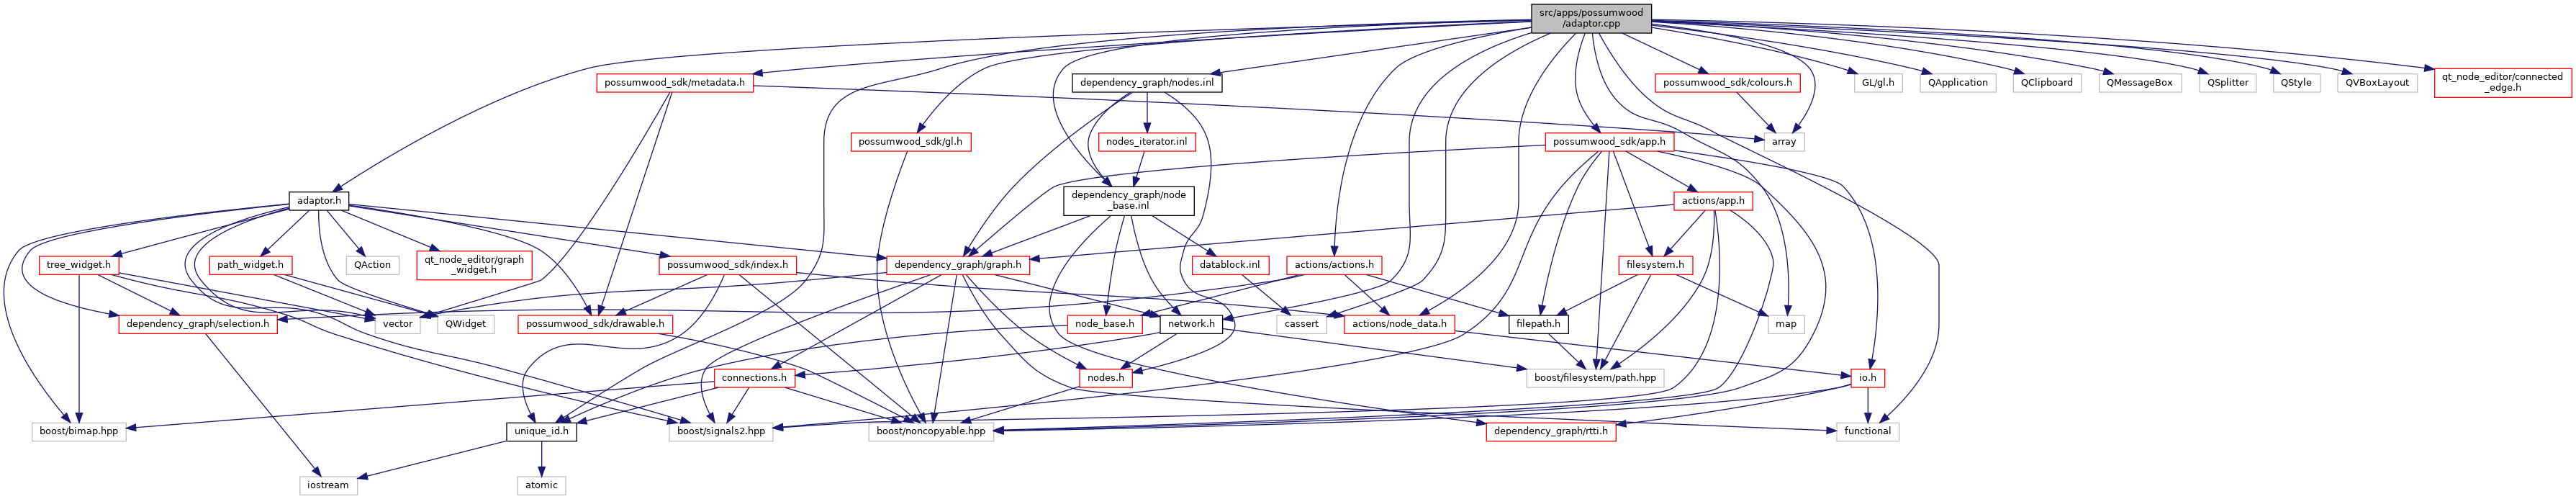 src/apps/possumwood
/adaptor.cpp
possumwood_sdk/metadata.h
dependency_graph/nodes.inl
possumwood_sdk/colours.h
GL/gl.h
QApplication
QClipboard
QMessageBox
QSplitter
QStyle
QVBoxLayout
qt_node_editor/connected
_edge.h
possumwood_sdk/gl.h
nodes_iterator.inl
possumwood_sdk/app.h
array
adaptor.h
dependency_graph/node
_base.inl
actions/app.h
tree_widget.h
path_widget.h
QAction
qt_node_editor/graph
_widget.h
possumwood_sdk/index.h
dependency_graph/graph.h
datablock.inl
actions/actions.h
filesystem.h
dependency_graph/selection.h
vector
QWidget
possumwood_sdk/drawable.h
node_base.h
network.h
cassert
actions/node_data.h
filepath.h
map
connections.h
nodes.h
boost/filesystem/path.hpp
io.h
boost/bimap.hpp
unique_id.h
boost/signals2.hpp
boost/noncopyable.hpp
dependency_graph/rtti.h
functional
iostream
atomic